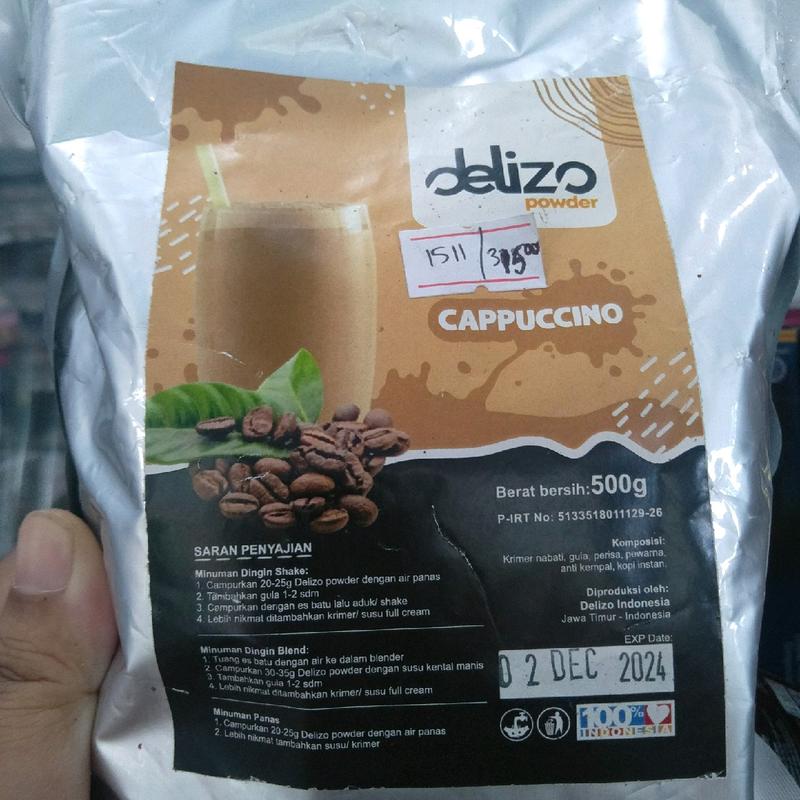 delizo
powder
1511/315⁰⁰
CAPPUCCINO
Berat bersih:500g
P-IRT No: 5133518011129-26
Komposisi:
Krimer nabati, gula, perisa, pewarna,
anti kempal, kopi instan.
Diproduksi oleh:
Delizo Indonesia
Jawa Timur - Indonesia
EXP Date:
02 DEC 2024
100%
INDONESIA
SARAN PENYAJIAN
Minuman Dingin Shake:
1. Campurkan 20-25g Delizo powder dengan air panas
2. Tambahkan gula 1-2 sdm
3. Campurkan dengan es batu lalu aduk/ shake
4. Lebih nikmat ditambahkan krimer/ susu full cream
Minuman Dingin Blend:
1. Tuang es batu dengan air ke dalam blender
2. Campurkan 30-35g Delizo powder dengan susu kental manis
3. Tambahkan gula 1-2 sdm
4. Lebih nikmat ditambahkan krimer/ susu full cream
Minuman Panas
1. Campurkan 20-25g Delizo powder dengan air panas
2. Lebih nikmat tambahkan susu/ krimer